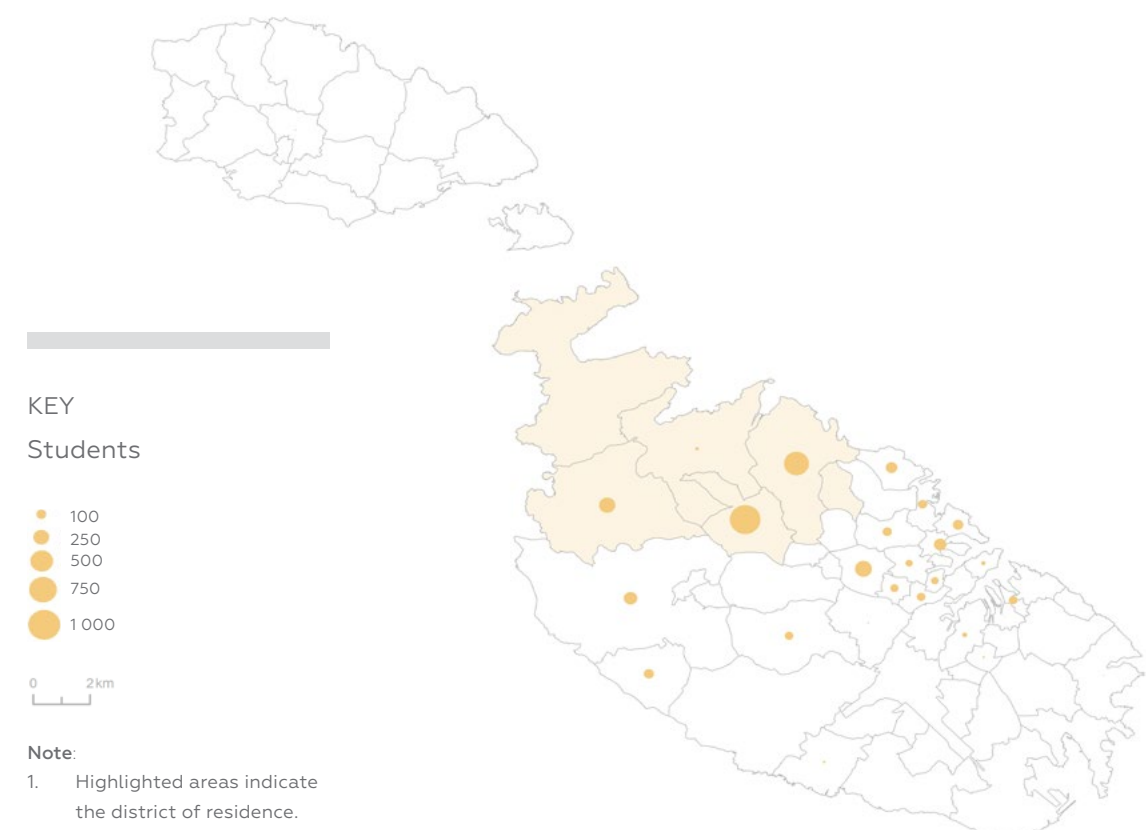 KEY
Students
100
250
500
750
1 000
0 2km
Note:
1. Highlighted areas indicate
the district of residence.